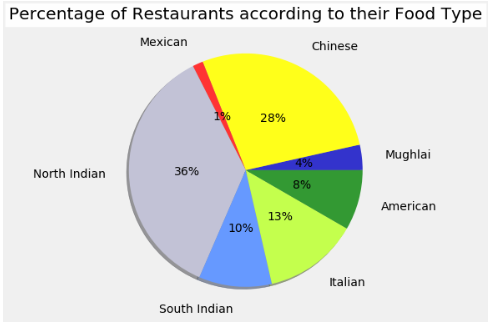 Percentage of Restaurants according to their Food Type
Mexican
Chinese
1%
28%
4%
Mughlai
North Indian
36%
8%
American
10%
13%
Italian
South Indian